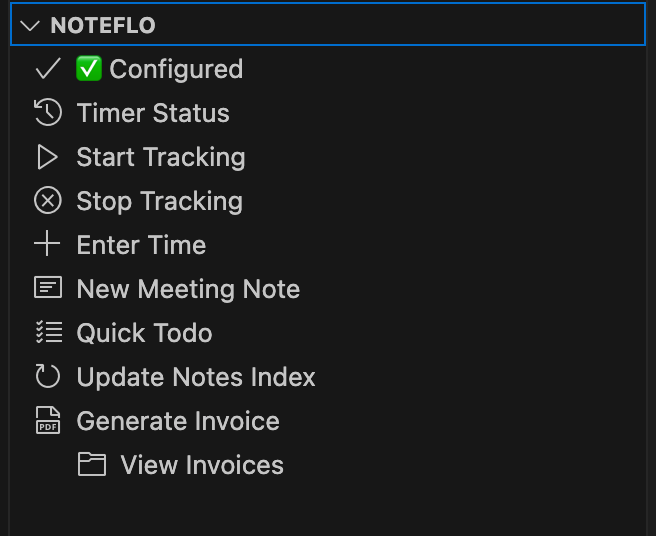 NOTEFLO
✅ Configured
Timer Status
Start Tracking
Stop Tracking
Enter Time
New Meeting Note
Quick Todo
Update Notes Index
PDF Generate Invoice
View Invoices